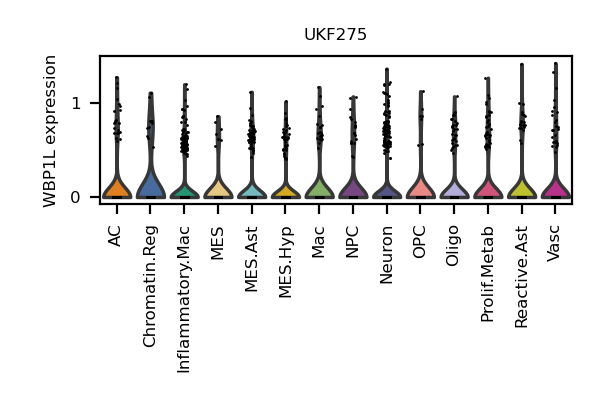 UKF275
WBP1L expression
1
0
AC
Chromatin.Reg
Inflammatory.Mac
MES
MES.Ast
MES.Hyp
Mac
NPC
Neuron
OPC
Oligo
Prolif.Metab
Reactive.Ast
Vasc